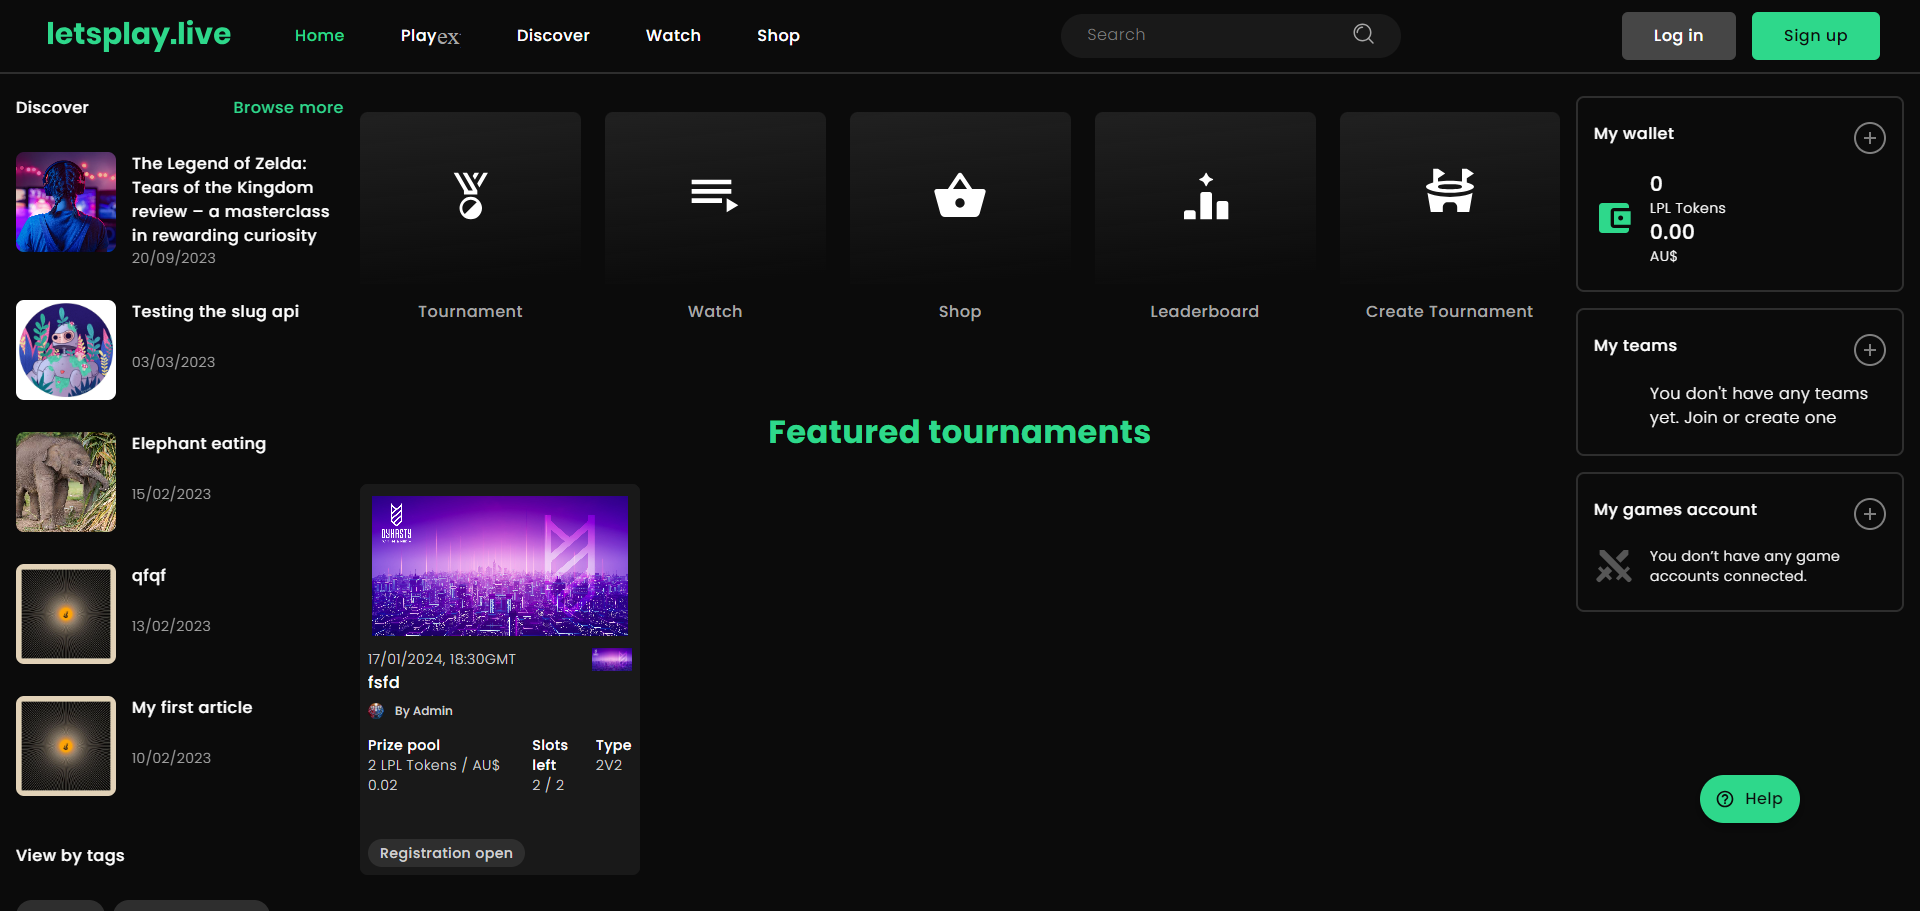 letsplay.live
Home
Play
Discover
Watch
Shop
Search
Log in
Sign up
Discover
Browse more
The Legend of Zelda:
Tears of the Kingdom
review – a masterclass
in rewarding curiosity
20/09/2023
Testing the slug api
03/03/2023
Elephant eating
15/02/2023
qfqf
13/02/2023
My first article
10/02/2023
View by tags
Tournament
Watch
Shop
Leaderboard
Create Tournament
Featured tournaments
DYNASTY
17/01/2024, 18:30GMT
fsfd
By Admin
Prize pool
2 LPL Tokens / AU$
0.02
Slots
left
2 / 2
Type
2V2
Registration open
My wallet
0
LPL Tokens
0.00
AU$
My teams
You don't have any teams
yet. Join or create one
My games account
You don’t have any game
accounts connected.
Help